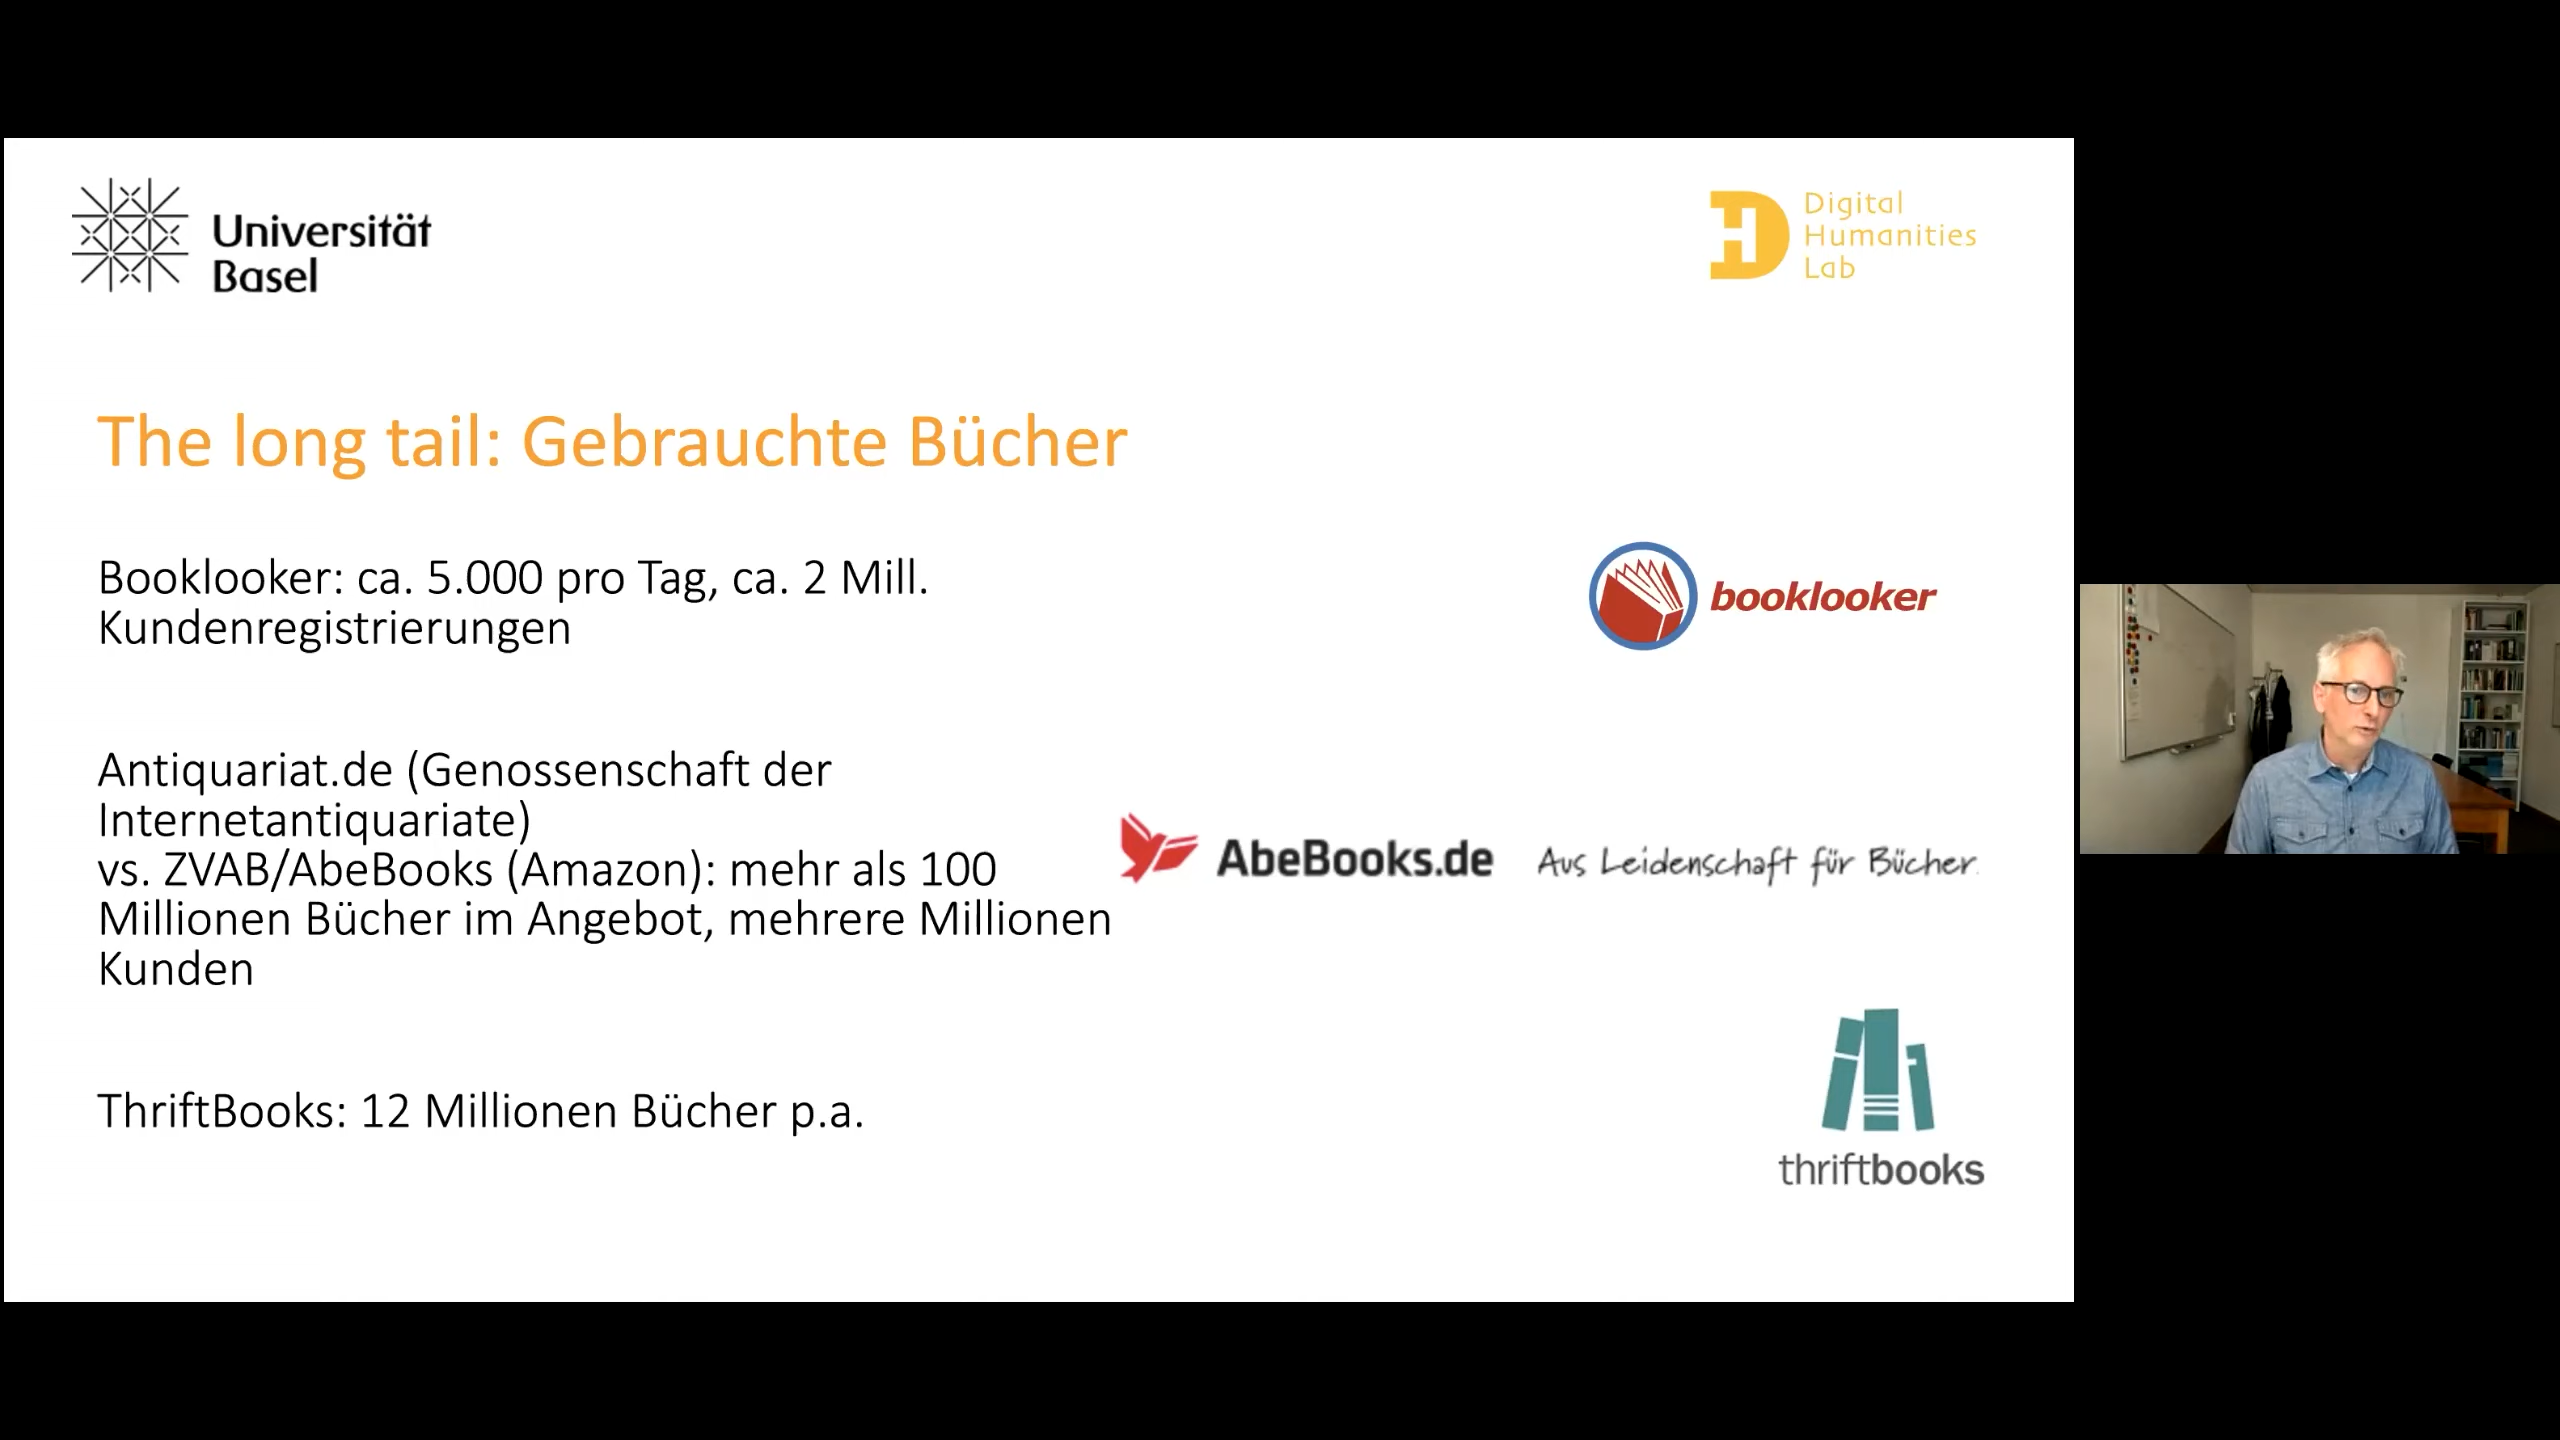 Universität
Basel
Digital
Humanities
Lab
The long tail: Gebrauchte Bücher
Booklooker: ca. 5.000 pro Tag, ca. 2 Mill.
Kundenregistrierungen
booklooker
Antiquariat.de (Genossenschaft der
Internetantiquariate)
vs. ZVAB/AbeBooks (Amazon): mehr als 100
Millionen Bücher im Angebot, mehrere Millionen
Kunden
AbeBooks.de Aus Leidenschaft für Bücher.
ThriftBooks: 12 Millionen Bücher p.a.
thriftbooks